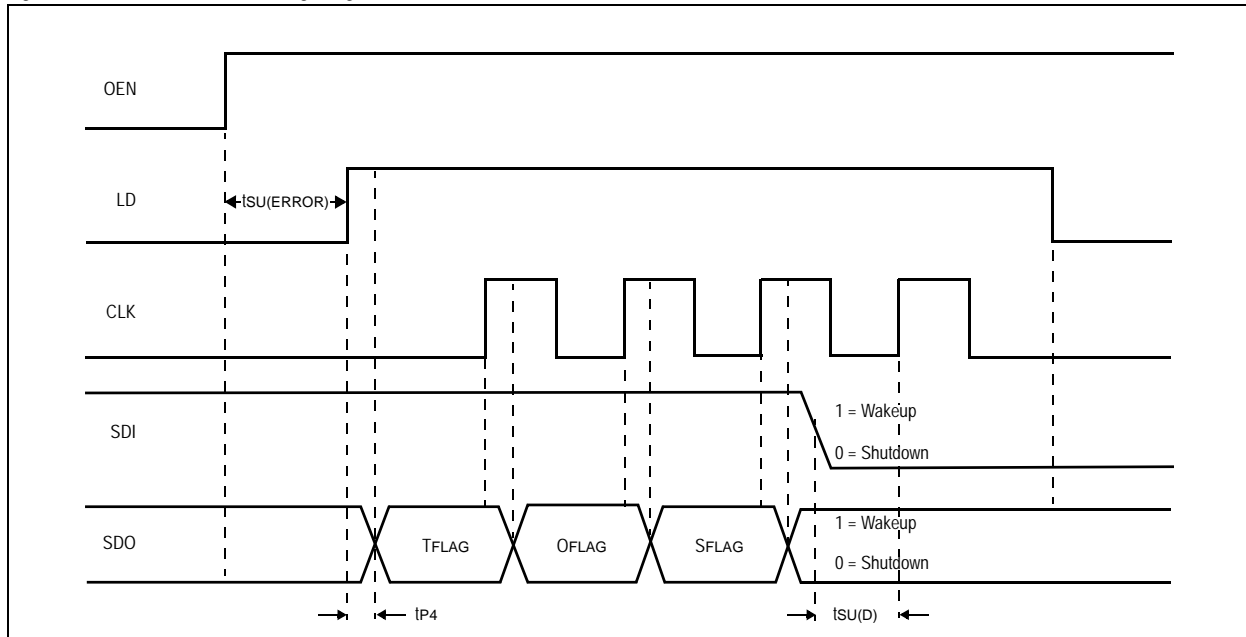 OEN
LD
tSU(ERROR)
CLK
SDI
1 = Wakeup
0 = Shutdown
SDO
TFLAG
OFLAG
SFLAG
1 = Wakeup
0 = Shutdown
tP4
tSU(D)